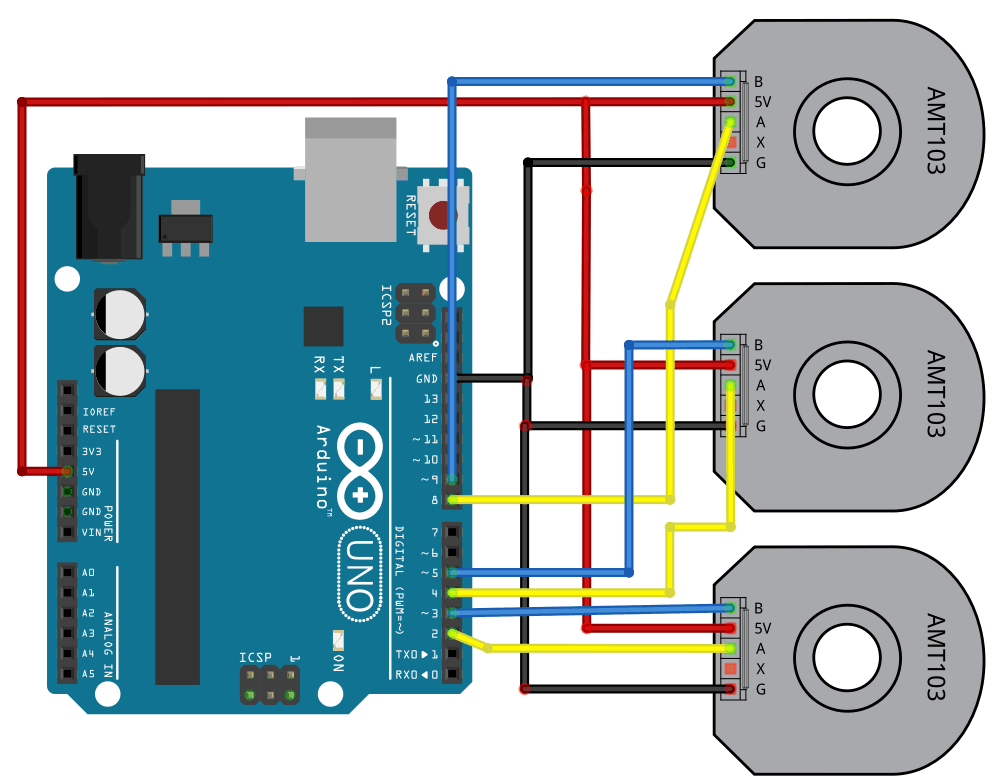 B
5V
A
X
G
AMT103
RESET
ICSP2
AREF
GND
13
12
~11
~10
~9
8
RX
TX
L
IOREF
RESET
3V3
5V
GND
GND
VIN
POWER
Arduino™
UNO
DIGITAL (PWM=~)
7
~6
~5
4
~3
2
TX0▶1
RX0◀0
A0
A1
A2
A3
A4
A5
ANALOG IN
ICSP
1
ON
B
5V
A
X
G
AMT103
B
5V
A
X
G
AMT103